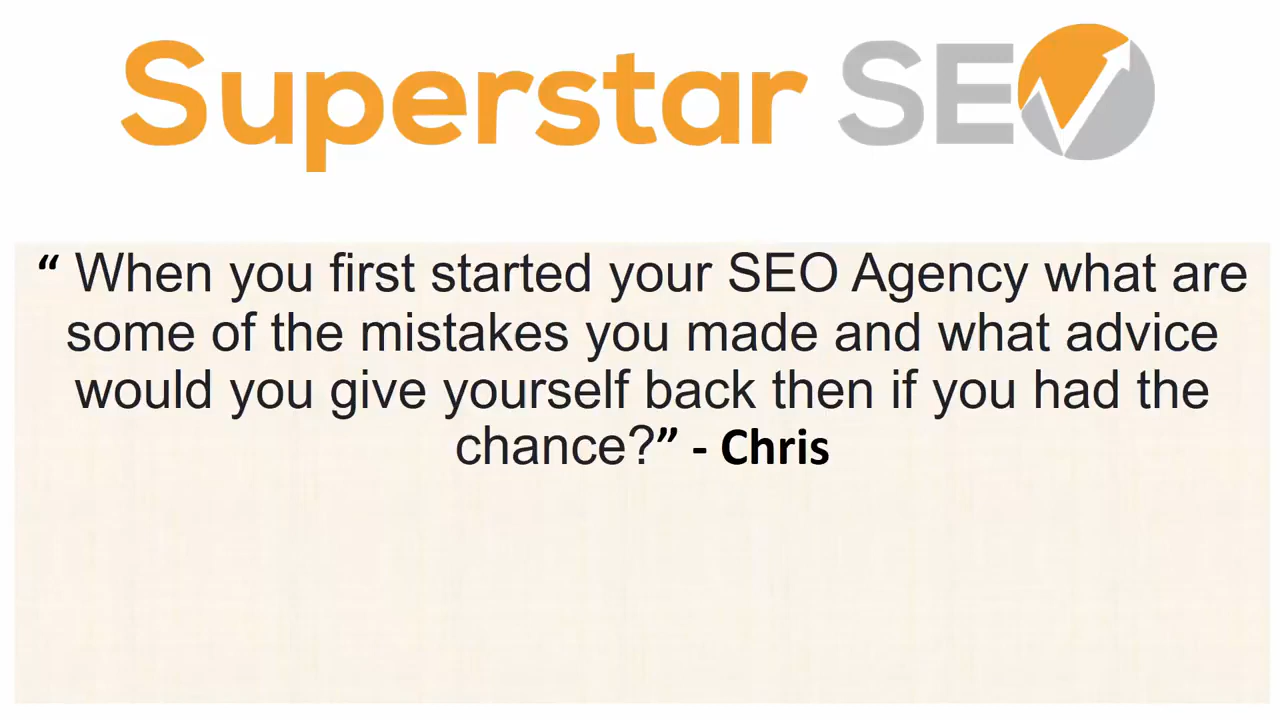 Superstar SEO
“ When you first started your SEO Agency what are
some of the mistakes you made and what advice
would you give yourself back then if you had the
chance?” - Chris